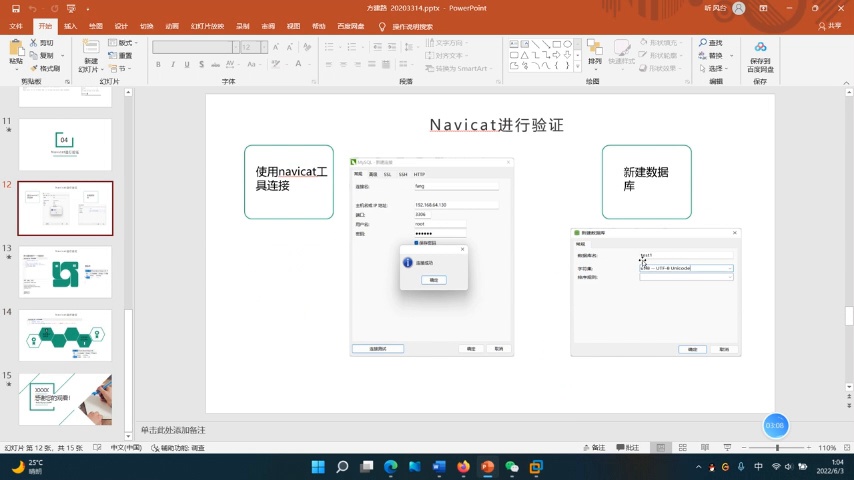 方建路 20203314.pptx - PowerPoint
听 风台
文件 开始 插入 绘图 设计 切换 动画 幻灯片放映 录制 审阅 视图 帮助 百度网盘 操作说明搜索 共享
粘贴
剪切
复制
格式刷
剪贴板
新建
幻灯片
版式
重置
节
幻灯片
字体
文字方向
对齐文本
转换为 SmartArt
段落
排列
快速样式
形状填充
形状轮廓
形状效果
绘图
查找
替换
选择
编辑
保存到
百度网盘
保存
11
04
12
13
14
15
XXXX
感谢您的观看!
Navicat进行验证
使用navicat工
具连接
MySQL - 新建连接
常规 高级 SSL SSH HTTP
连接名: fang
主机名或 IP 地址: 192.168.64.130
端口: 3306
用户名: root
密码: ●●●●●●
保存密码
连接成功
确定
连接测试 确定 取消
新建数据
库
新建数据库
常规
数据库名: test1
字符集: utf8 -- UTF-8 Unicode
排序规则:
确定 取消
单击此处添加备注
03:08
幻灯片 第 12 张，共 15 张 中文(中国) 辅助功能: 调查 备注 批注 110%
25°C
晴朗
中
1:04
2022/6/3